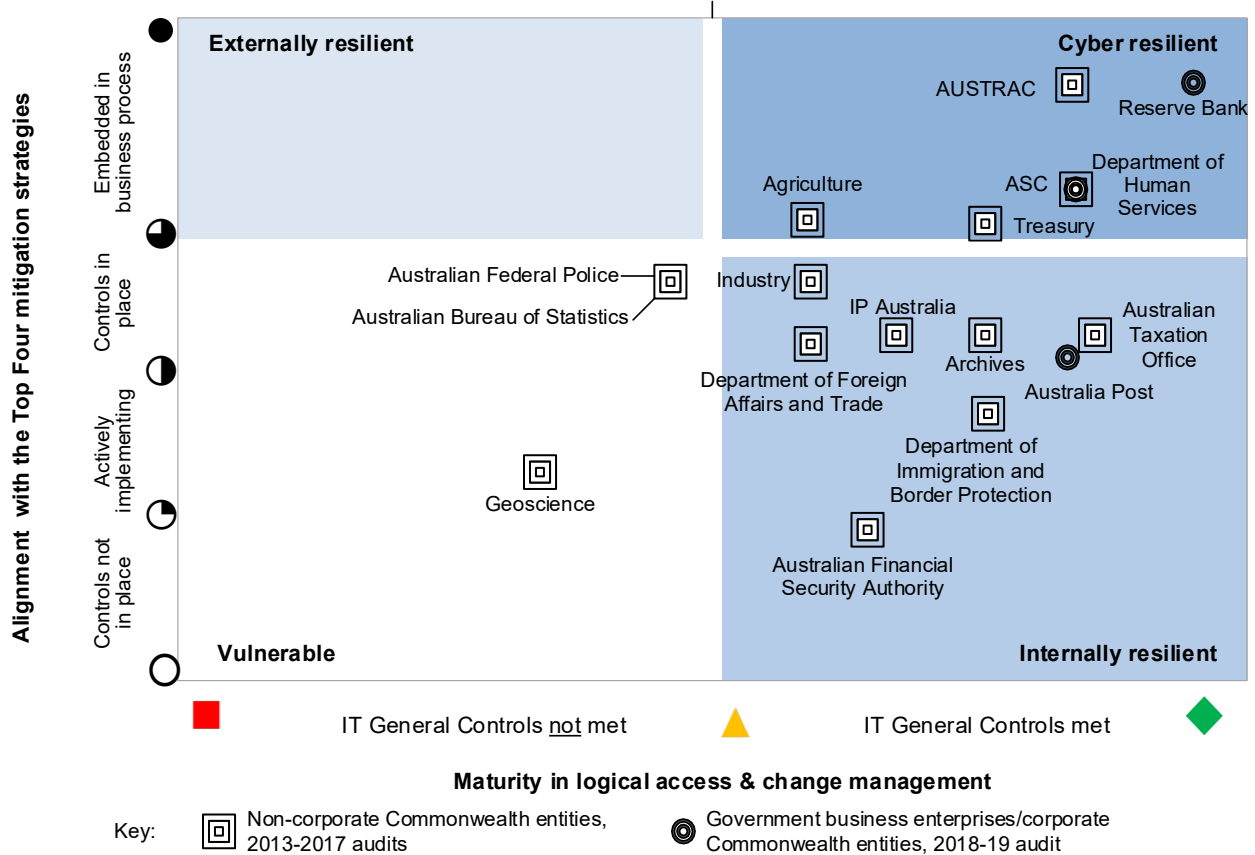 Externally resilient
Cyber resilient
AUSTRAC
Reserve Bank
Agriculture
ASC
Department of
Human
Services
Treasury
Australian Federal Police
Australian Bureau of Statistics
Industry
IP Australia
Archives
Australian
Taxation
Office
Australia Post
Department of Foreign
Affairs and Trade
Department of
Immigration and
Border Protection
Geoscience
Australian Financial
Security Authority
Vulnerable
Internally resilient
Alignment with the Top Four mitigation strategies
Embedded in
business process
Controls in
place
Actively
implementing
Controls not
in place
IT General Controls not met
IT General Controls met
Maturity in logical access & change management
Key:
Non-corporate Commonwealth entities,
2013-2017 audits
Government business enterprises/corporate
Commonwealth entities, 2018-19 audit